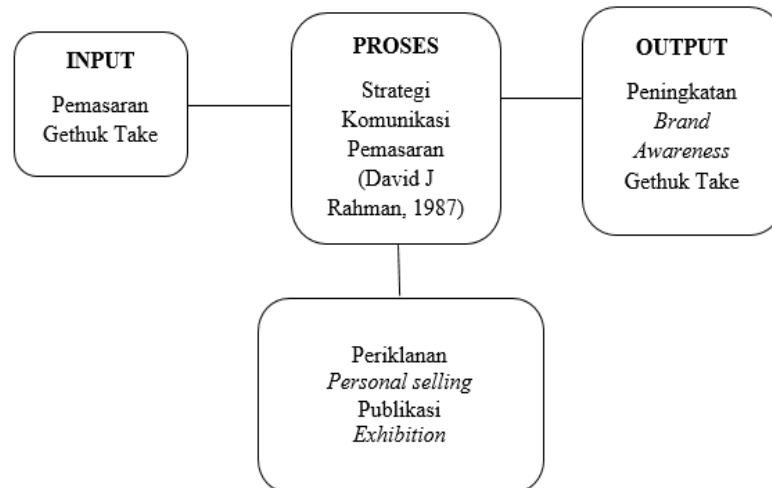 INPUT
Pemasaran
Gethuk Take
PROSES
Strategi
Komunikasi
Pemasaran
(David J
Rahman, 1987)
OUTPUT
Peningkatan
Brand
Awareness
Gethuk Take
Periklanan
Personal selling
Publikasi
Exhibition